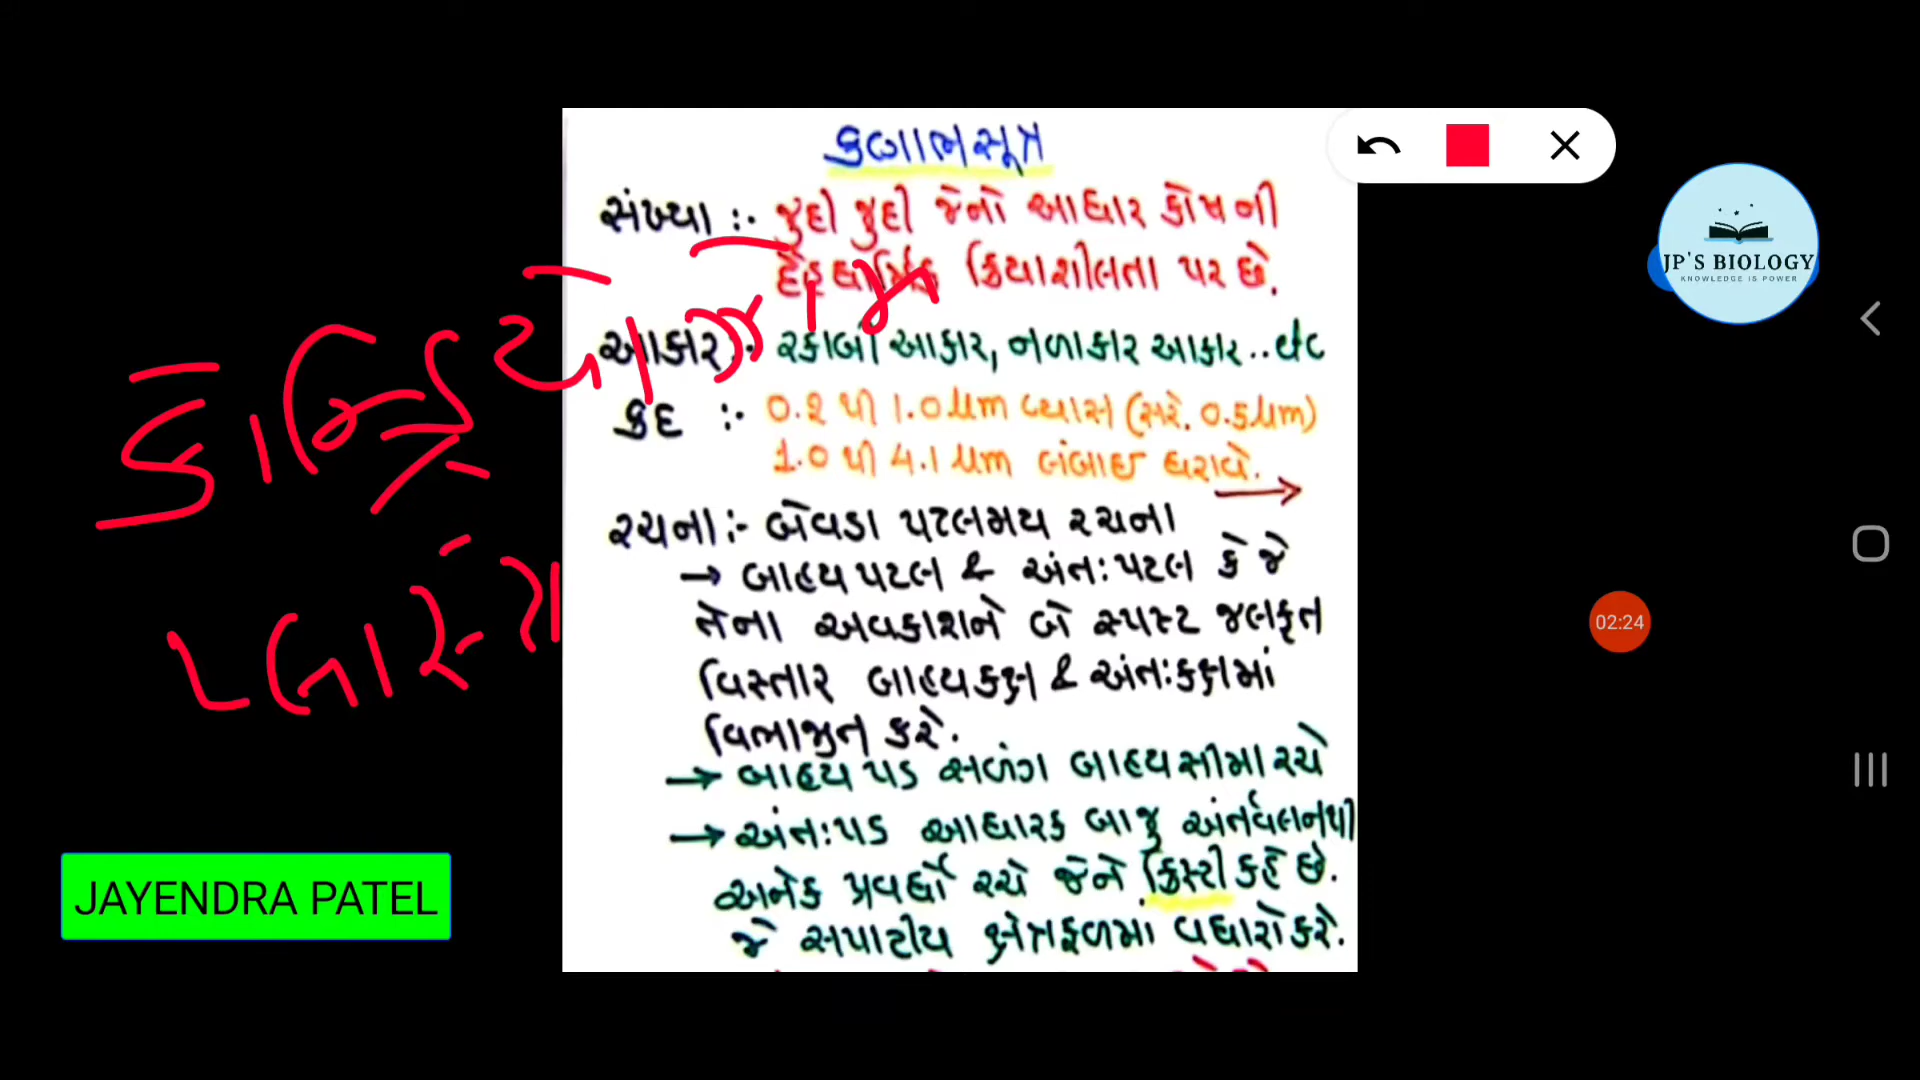 કણાભસૂત્ર
સંખ્યા :- જુદી જુદી જેનો આધાર કોષની
દેહધાર્મિક ક્રિયાશીલતા પર છે.
આકાર :- રકાબી આકાર, નળાકાર આકાર..etc
કદ :- 0.2 થી 1.0 μm વ્યાસ (સરે. 0.5μm)
1.0 થી 4.1 μm લંબાઇ ધરાવે.
રચના :- બેવડા પટલમય રચના
→ બાહ્યપટલ & અંતઃપટલ કે જે
તેના અવકાશને બે સ્પષ્ટ જલકૃત
વિસ્તાર બાહ્યકક્ષ & અંતઃકક્ષમાં
વિભાજીત કરે.
→ બાહ્ય પડ સળંગ બાહ્યસીમા રચે
→ અંતઃપડ આધારક બાજુ અંતર્વલનથી
અનેક પ્રવર્ધો રચે જેને ક્રિસ્ટી કહે છે.
જે સપાટીય ક્ષેત્રફળમાં વધારો કરે.
JP'S BIOLOGY
KNOWLEDGE IS POWER
02:24
JAYENDRA PATEL